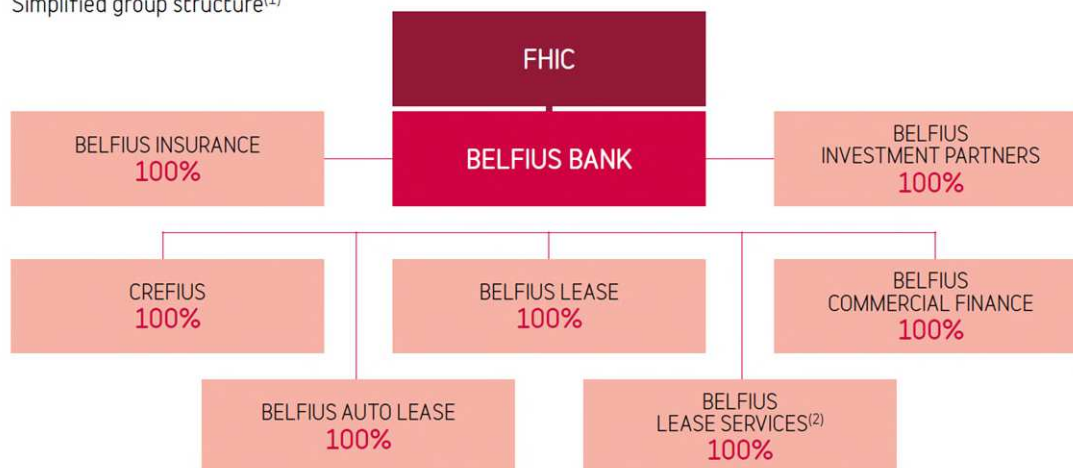 Simplified group structure(1)
FHIC
BELFIUS INSURANCE
100%
BELFIUS BANK
BELFIUS
INVESTMENT PARTNERS
100%
CREFIUS
100%
BELFIUS LEASE
100%
BELFIUS
COMMERCIAL FINANCE
100%
BELFIUS AUTO LEASE
100%
BELFIUS
LEASE SERVICES(2)
100%